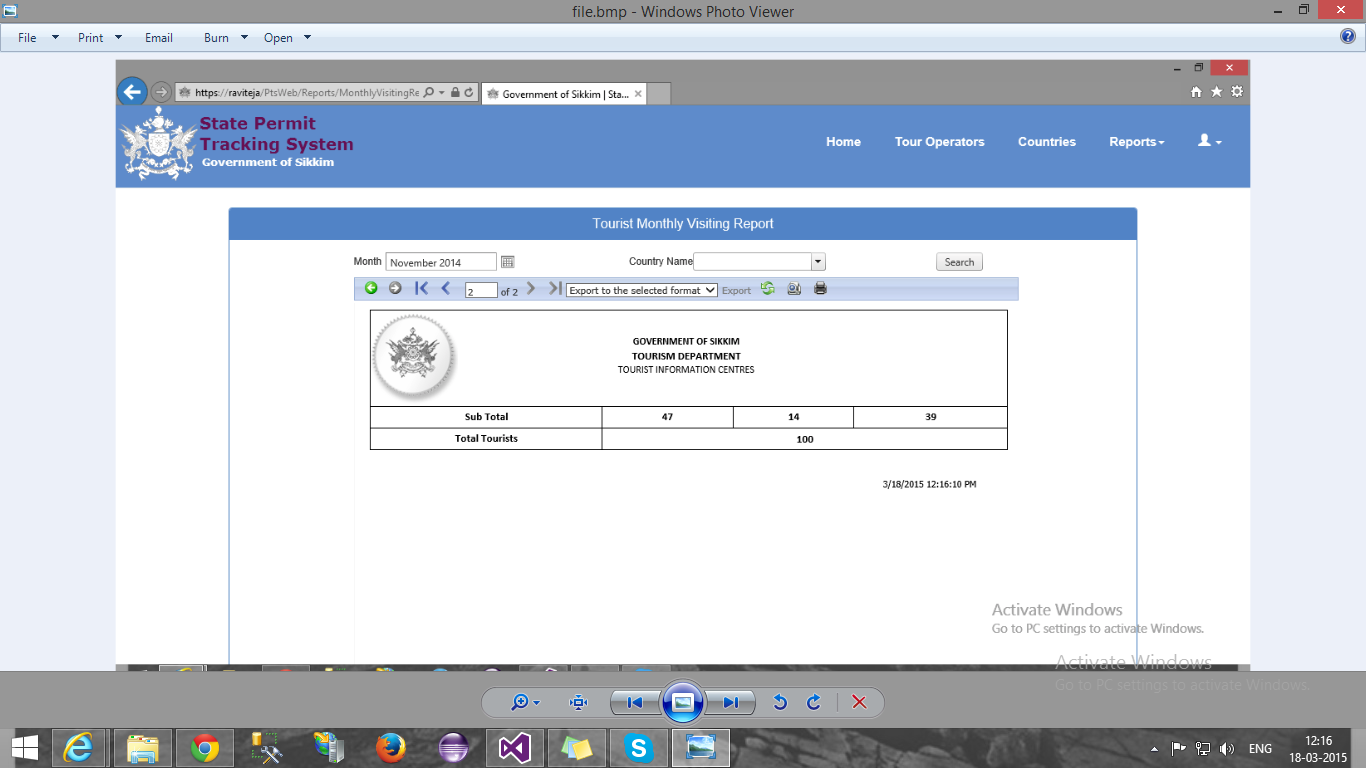 file.bmp - Windows Photo Viewer
File Print Email Burn Open
https://raviteja/PtsWeb/Reports/MonthlyVisitingRe
Government of Sikkim | Sta...
State Permit
Tracking System
Government of Sikkim
Home Tour Operators Countries Reports
Tourist Monthly Visiting Report
Month November 2014 Country Name Search
2 of 2 Export to the selected format Export
GOVERNMENT OF SIKKIM
TOURISM DEPARTMENT
TOURIST INFORMATION CENTRES
Sub Total 47 14 39
Total Tourists 100
3/18/2015 12:16:10 PM
Activate Windows
Go to PC settings to activate Windows.
Activate Windows
Go to PC settings to activate Windows.
ENG 12:16
18-03-2015